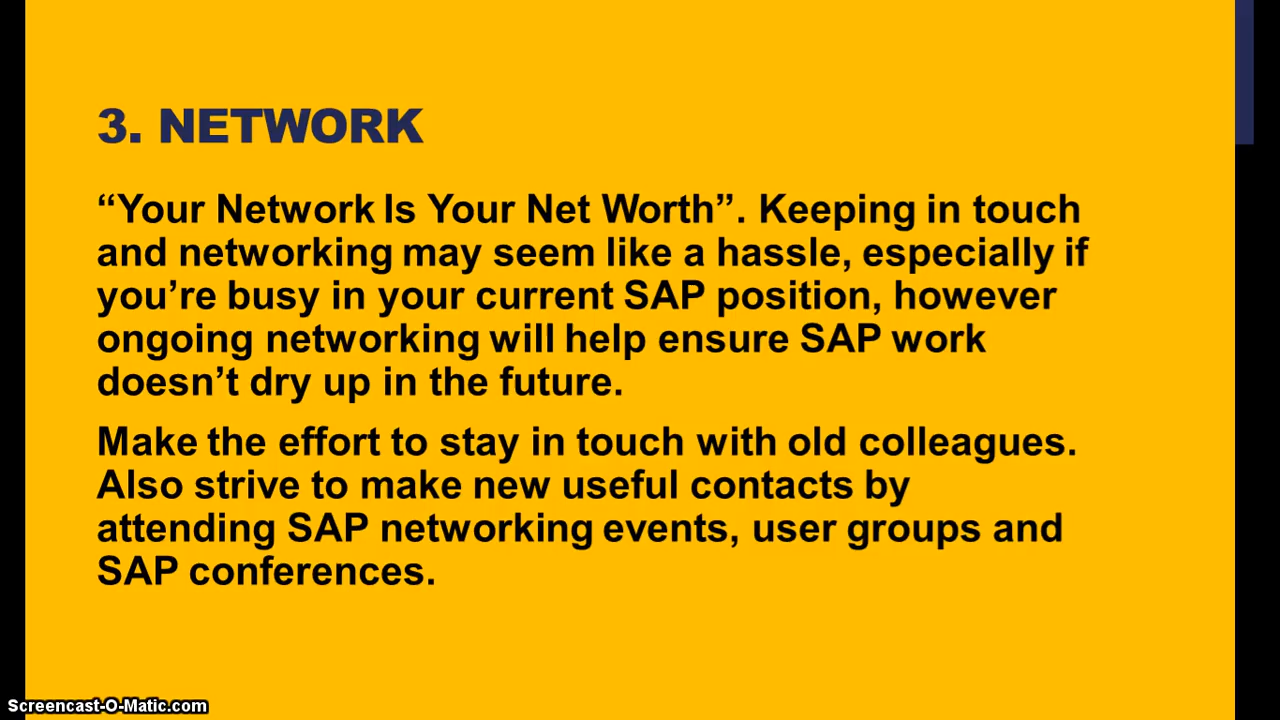 3. NETWORK
“Your Network Is Your Net Worth”. Keeping in touch
and networking may seem like a hassle, especially if
you’re busy in your current SAP position, however
ongoing networking will help ensure SAP work
doesn’t dry up in the future.
Make the effort to stay in touch with old colleagues.
Also strive to make new useful contacts by
attending SAP networking events, user groups and
SAP conferences.
Screencast-O-Matic.com